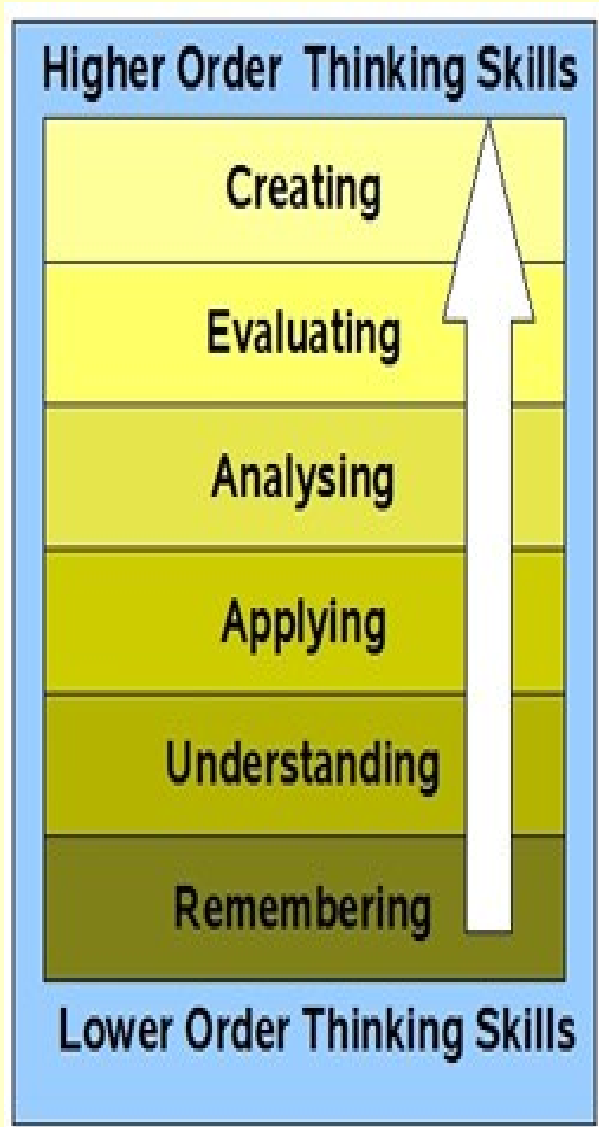 Higher Order Thinking Skills
Creating
Evaluating
Analysing
Applying
Understanding
Remembering
Lower Order Thinking Skills